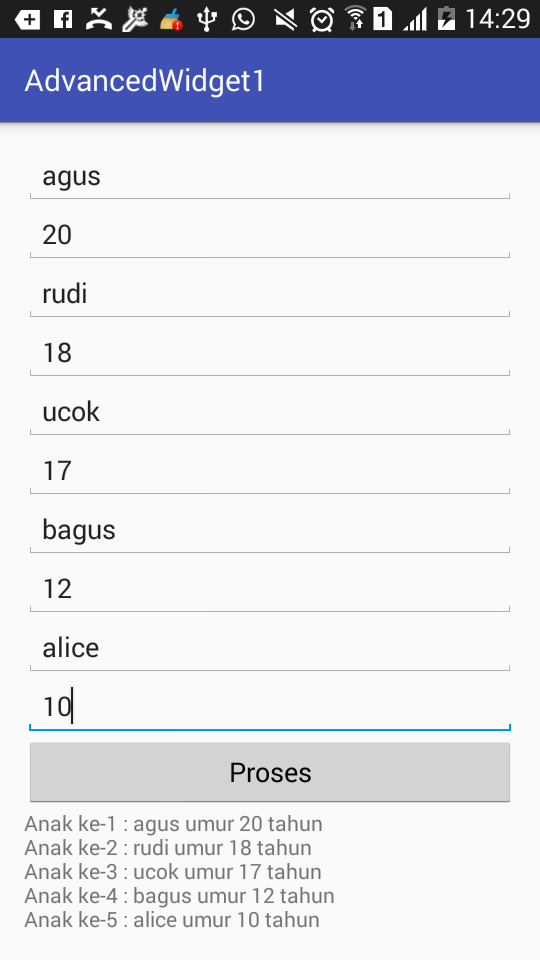 14:29
AdvancedWidget1
agus
20
rudi
18
ucok
17
bagus
12
alice
10
Proses
Anak ke-1 : agus umur 20 tahun
Anak ke-2 : rudi umur 18 tahun
Anak ke-3 : ucok umur 17 tahun
Anak ke-4 : bagus umur 12 tahun
Anak ke-5 : alice umur 10 tahun